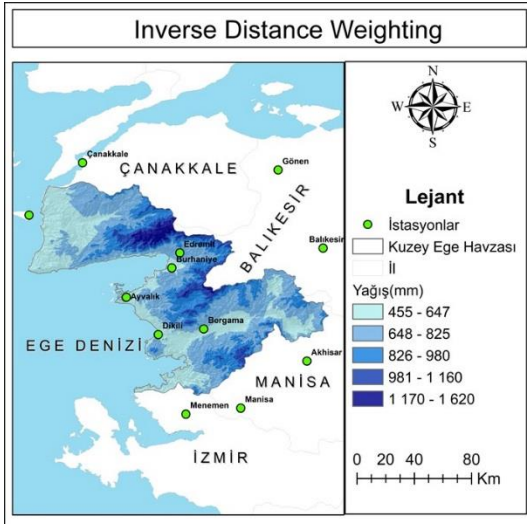 Inverse Distance Weighting
Çanakkale
ÇANAKKALE
Gönen
BALIKESİR
Balıkesir
Edremit
Burhaniye
Ayvalık
Dikili
Bergama
EGE DENİZİ
Akhisar
MANİSA
Menemen
Manisa
İZMİR
N
W
E
S
Lejant
İstasyonlar
Kuzey Ege Havzası
İl
Yağış(mm)
455 - 647
648 - 825
826 - 980
981 - 1 160
1 170 - 1 620
0 20 40 80
Km